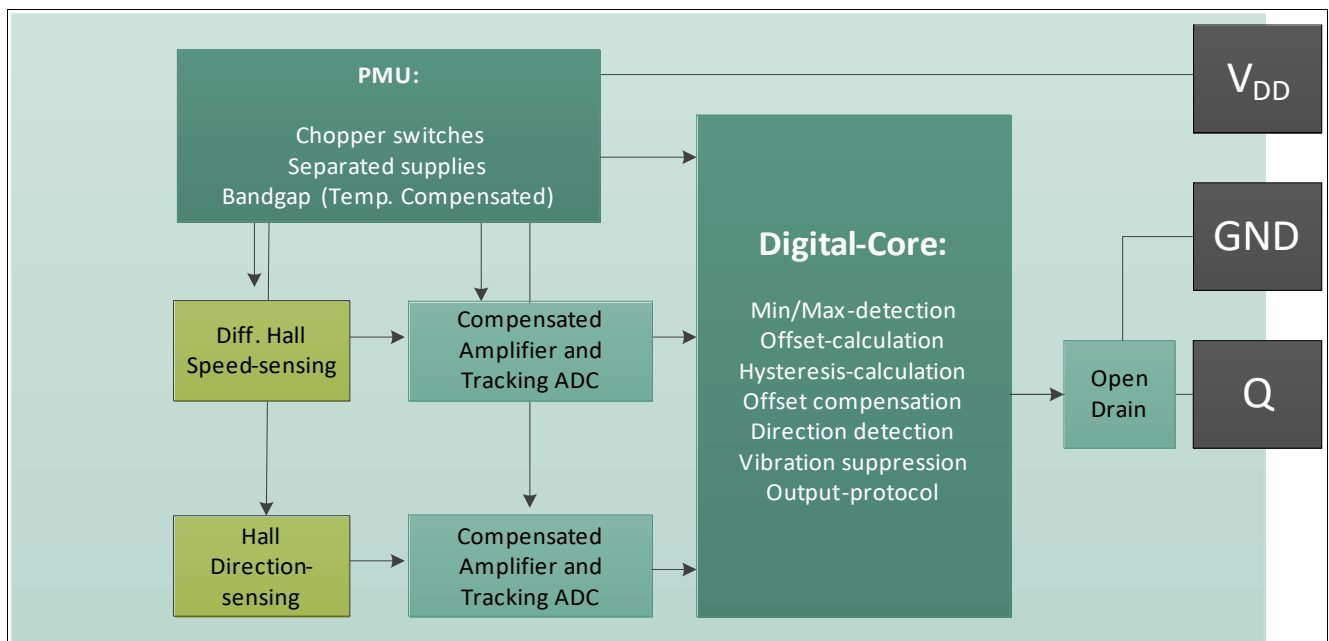 PMU:
Chopper switches
Separated supplies
Bandgap (Temp. Compensated)
V_DD
GND
Digital-Core:
Min/Max-detection
Offset-calculation
Hysteresis-calculation
Offset compensation
Direction detection
Vibration suppression
Output-protocol
Diff. Hall
Speed-sensing
Compensated
Amplifier and
Tracking ADC
Open
Drain
Q
Hall
Direction-
sensing
Compensated
Amplifier and
Tracking ADC